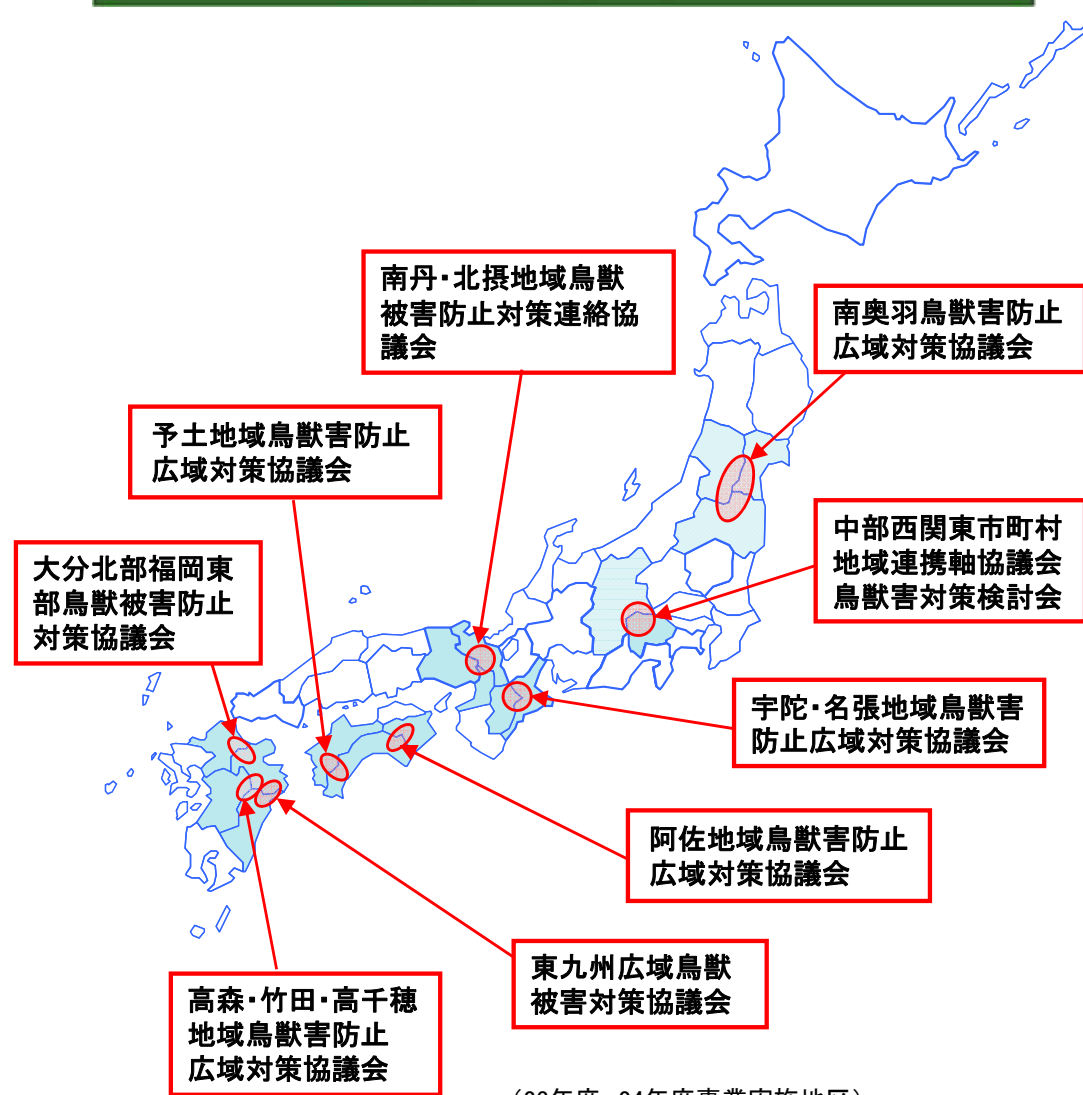 南丹・北摂地域鳥獣
被害防止対策連絡協
議会
南奥羽鳥獣害防止
広域対策協議会
予土地域鳥獣害防止
広域対策協議会
中部西関東市町村
地域連携軸協議会
鳥獣害対策検討会
大分北部福岡東
部鳥獣被害防止
対策協議会
宇陀・名張地域鳥獣害
防止広域対策協議会
阿佐地域鳥獣害防止
広域対策協議会
東九州広域鳥獣
被害対策協議会
高森・竹田・高千穂
地域鳥獣害防止
広域対策協議会